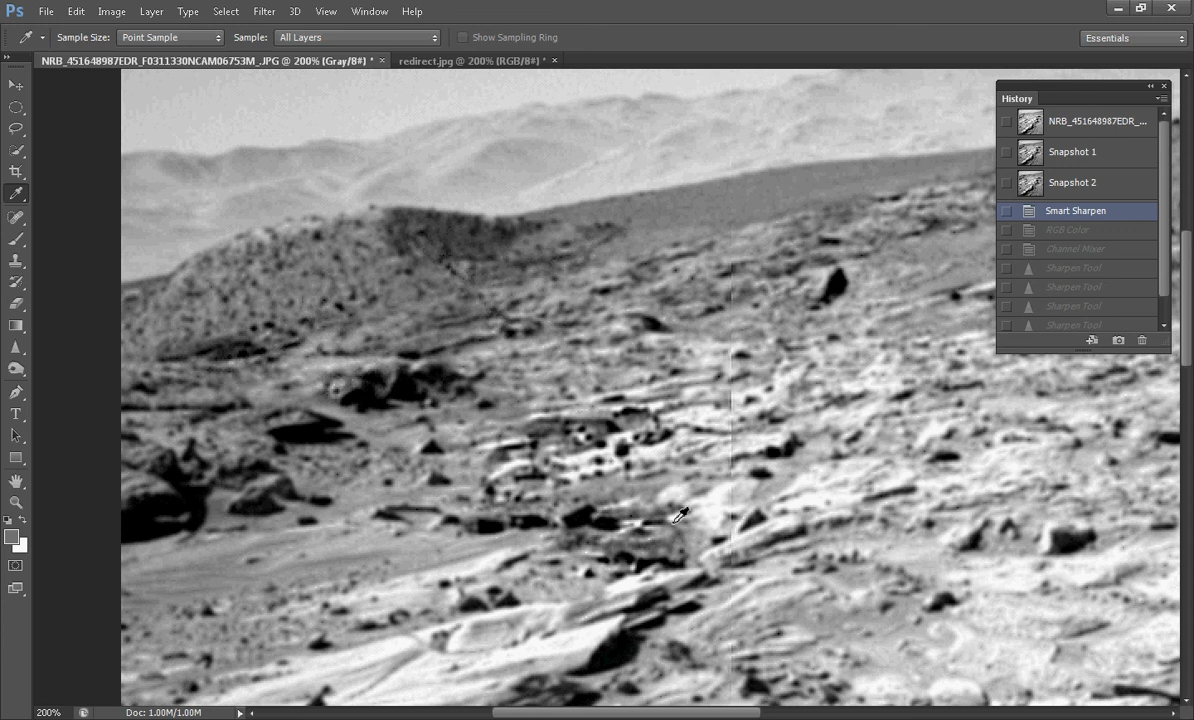 Ps File Edit Image Layer Type Select Filter 3D View Window Help
Sample Size: Point Sample Sample: All Layers Show Sampling Ring Essentials
NRB_451648987EDR_F0311330NCAM06753M_.JPG @ 200% (Gray/8#) * × redirect.jpg @ 200% (RGB/8#) * ×
History
NRB_451648987EDR_...
Snapshot 1
Snapshot 2
Smart Sharpen
RGB Color
Channel Mixer
Sharpen Tool
Sharpen Tool
Sharpen Tool
Sharpen Tool
T
200% Doc: 1.00M/1.00M